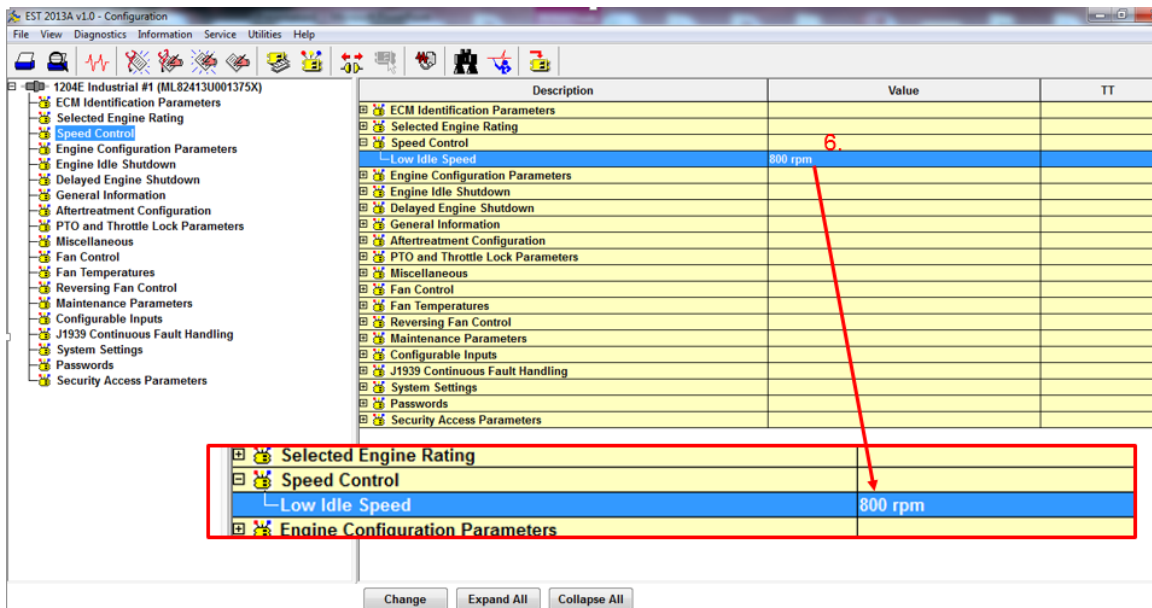 EST 2013A v1.0 - Configuration
File View Diagnostics Information Service Utilities Help
1204E Industrial #1 (ML82413U001375X)
ECM Identification Parameters
Selected Engine Rating
Speed Control
Engine Configuration Parameters
Engine Idle Shutdown
Delayed Engine Shutdown
General Information
Aftertreatment Configuration
PTO and Throttle Lock Parameters
Miscellaneous
Fan Control
Fan Temperatures
Reversing Fan Control
Maintenance Parameters
Configurable Inputs
J1939 Continuous Fault Handling
System Settings
Passwords
Security Access Parameters
Description Value TT
ECM Identification Parameters
Selected Engine Rating
Speed Control
6.
Low Idle Speed 800 rpm
Engine Configuration Parameters
Engine Idle Shutdown
Delayed Engine Shutdown
General Information
Aftertreatment Configuration
PTO and Throttle Lock Parameters
Miscellaneous
Fan Control
Fan Temperatures
Reversing Fan Control
Maintenance Parameters
Configurable Inputs
J1939 Continuous Fault Handling
System Settings
Passwords
Security Access Parameters
Selected Engine Rating
Speed Control
Low Idle Speed 800 rpm
Engine Configuration Parameters
Change Expand All Collapse All